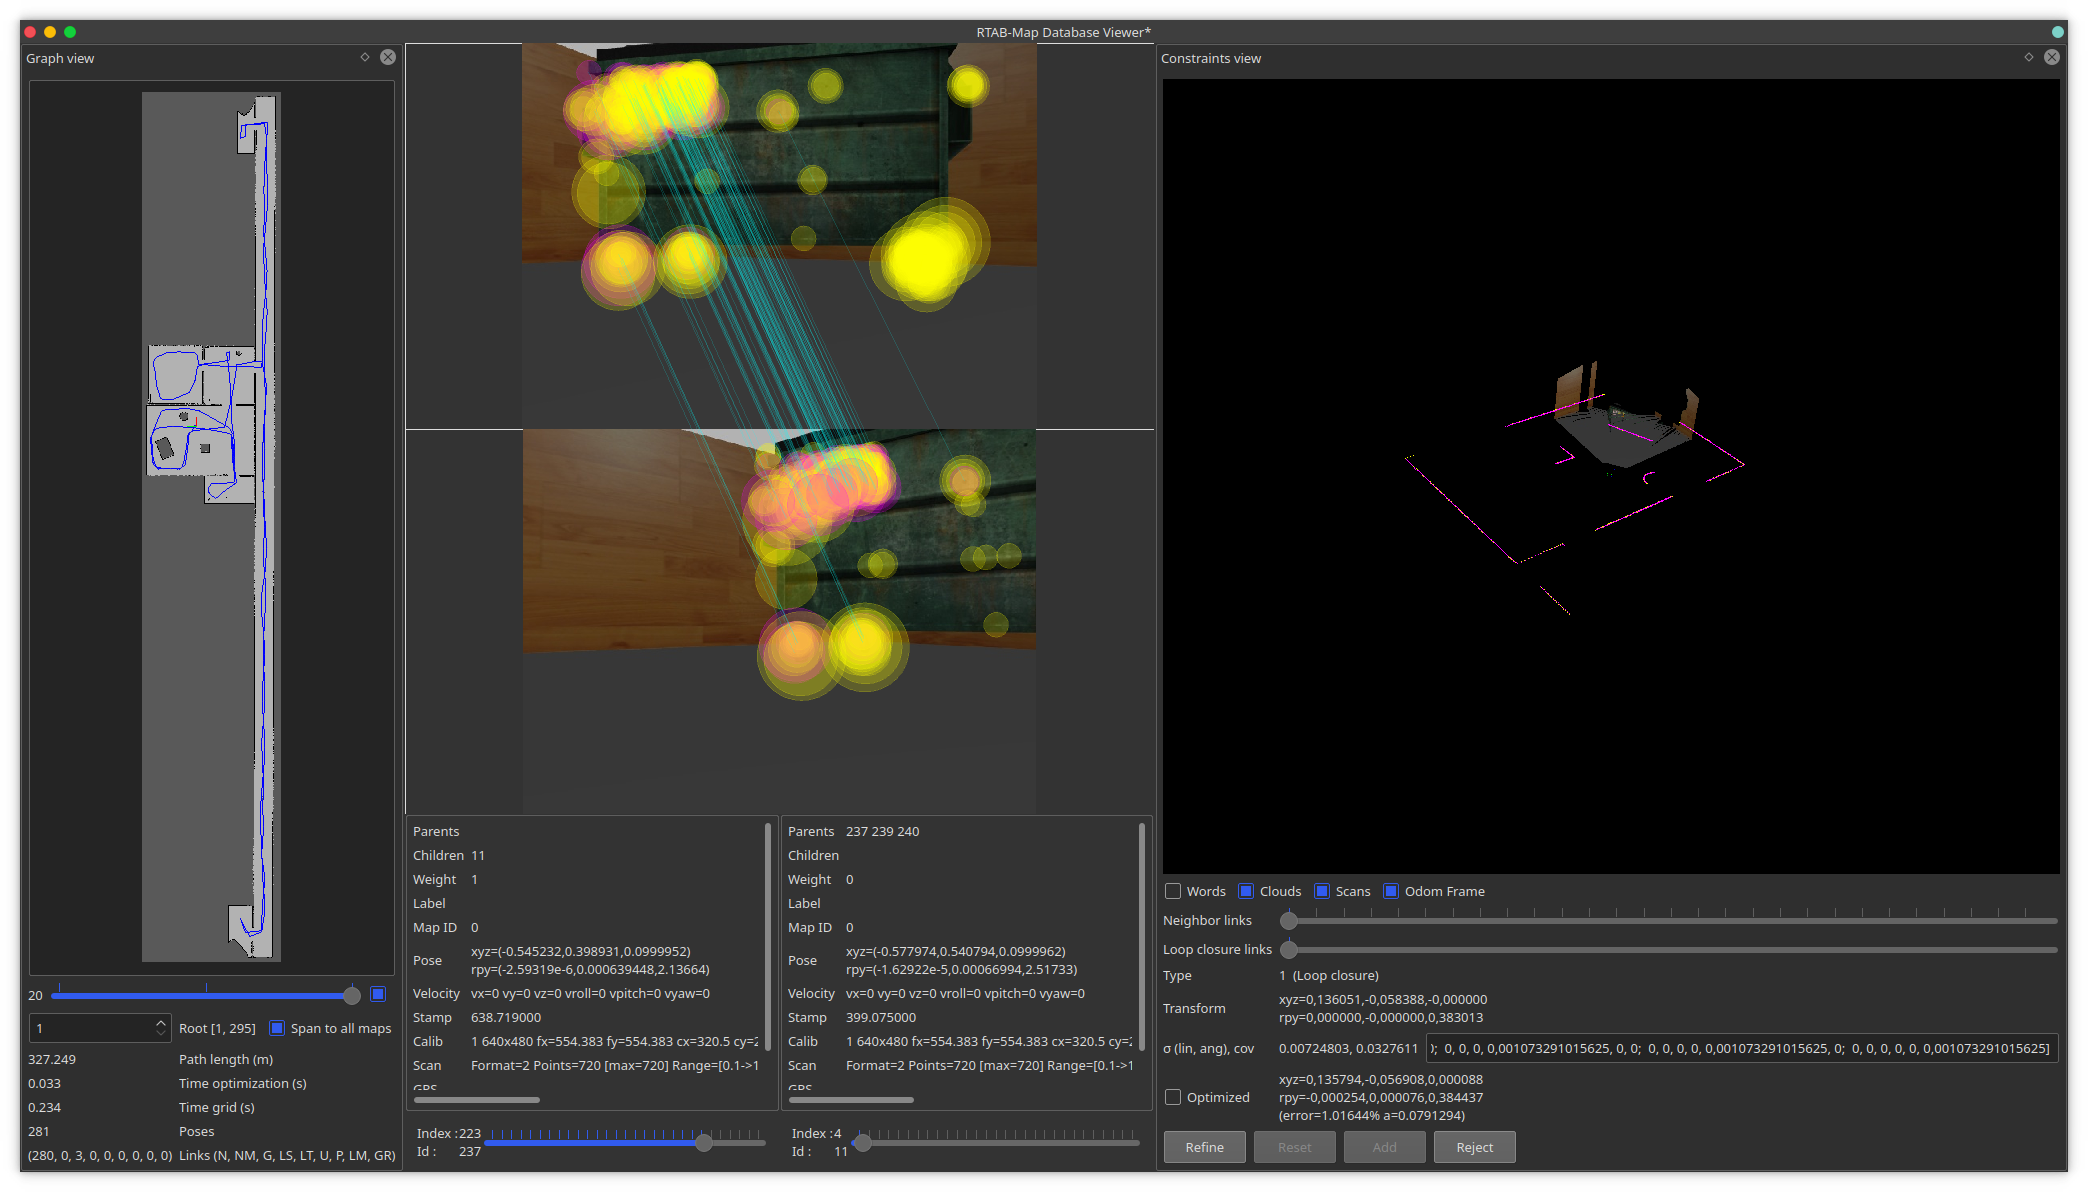 RTAB-Map Database Viewer*
Graph view
20
1
Root [1, 295]
Span to all maps
327.249 Path length (m)
0.033 Time optimization (s)
0.234 Time grid (s)
281 Poses
(280, 0, 3, 0, 0, 0, 0, 0, 0) Links (N, NM, G, LS, LT, U, P, LM, GR)
Parents
Children 11
Weight 1
Label
Map ID 0
Pose xyz=(-0.545232,0.398931,0.0999952)
rpy=(-2.59319e-6,0.000639448,2.13664)
Velocity vx=0 vy=0 vz=0 vroll=0 vpitch=0 vyaw=0
Stamp 638.719000
Calib 1 640x480 fx=554.383 fy=554.383 cx=320.5 cy=2
Scan Format=2 Points=720 [max=720] Range=[0.1->1
GPS
Index : 223
Id : 237
Parents 237 239 240
Children
Weight 0
Label
Map ID 0
Pose xyz=(-0.577974,0.540794,0.0999962)
rpy=(-1.62922e-5,0.00066994,2.51733)
Velocity vx=0 vy=0 vz=0 vroll=0 vpitch=0 vyaw=0
Stamp 399.075000
Calib 1 640x480 fx=554.383 fy=554.383 cx=320.5 cy=2
Scan Format=2 Points=720 [max=720] Range=[0.1->1
GPS
Index : 4
Id : 11
Constraints view
Words Clouds Scans Odom Frame
Neighbor links
Loop closure links
Type 1 (Loop closure)
Transform xyz=0,136051,-0,058388,-0,000000
rpy=0,000000,-0,000000,0,383013
σ (lin, ang), cov 0.00724803, 0.0327611 ); 0, 0, 0, 0,001073291015625, 0, 0; 0, 0, 0, 0, 0,001073291015625, 0; 0, 0, 0, 0, 0, 0,001073291015625]
Optimized xyz=0,135794,-0,056908,0,000088
rpy=-0,000254,0,000076,0,384437
(error=1.01644% a=0.0791294)
Refine Reset Add Reject